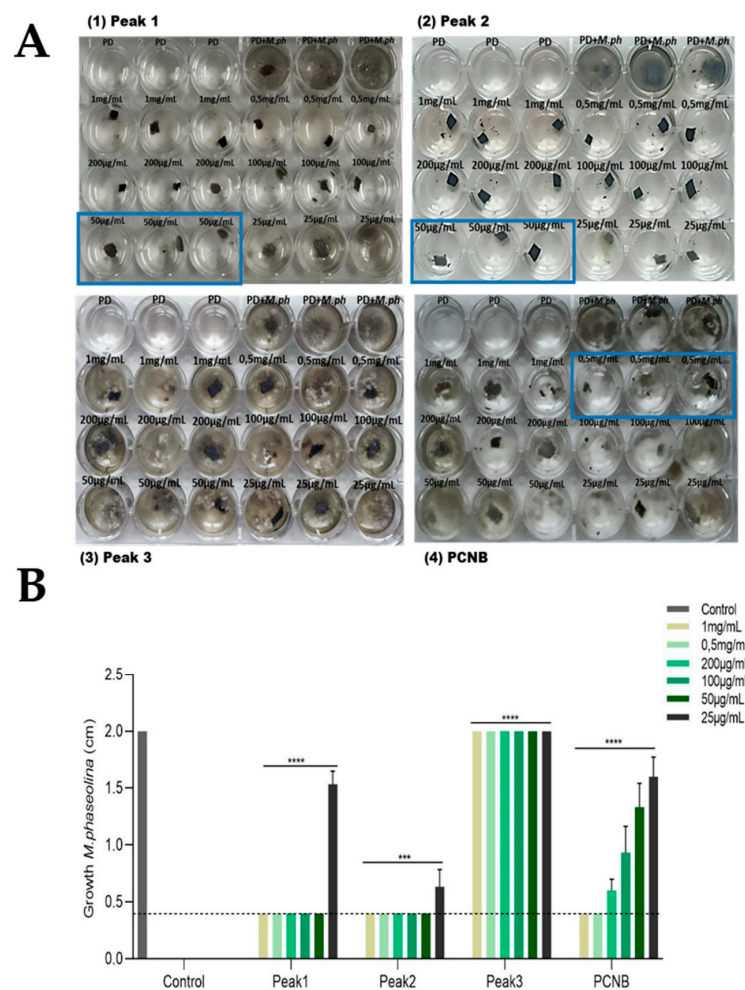 A
(1) Peak 1
PD PD PD PD+M.ph PD+M.ph PD+M.ph
1mg/mL 1mg/mL 1mg/mL 0,5mg/mL 0,5mg/mL 0,5mg/mL
200µg/mL 200µg/mL 200µg/mL 100µg/mL 100µg/mL 100µg/mL
50µg/mL 50µg/mL 50µg/mL 25µg/mL 25µg/mL 25µg/mL
(2) Peak 2
PD PD PD PD+M.ph PD+M.ph PD+M.ph
1mg/mL 1mg/mL 1mg/mL 0,5mg/mL 0,5mg/mL 0,5mg/mL
200µg/mL 200µg/mL 200µg/mL 100µg/mL 100µg/mL 100µg/mL
50µg/mL 50µg/mL 50µg/mL 25µg/mL 25µg/mL 25µg/mL
PD PD PD PD+M.ph PD+M.ph PD+M.ph
1mg/mL 1mg/mL 1mg/mL 0,5mg/mL 0,5mg/mL 0,5mg/mL
200µg/mL 200µg/mL 200µg/mL 100µg/mL 100µg/mL 100µg/mL
50µg/mL 50µg/mL 50µg/mL 25µg/mL 25µg/mL 25µg/mL
(3) Peak 3
PD PD PD PD+M.ph PD+M.ph PD+M.ph
1mg/mL 1mg/mL 1mg/mL 0,5mg/mL 0,5mg/mL 0,5mg/mL
200µg/mL 200µg/mL 200µg/mL 100µg/mL 100µg/mL 100µg/mL
50µg/mL 50µg/mL 50µg/mL 25µg/mL 25µg/mL 25µg/mL
(4) PCNB
B
Control
1mg/mL
0,5mg/m
200µg/ml
100µg/ml
50µg/mL
25µg/mL
Growth M.phaseolina (cm)
2.5
2.0
1.5
1.0
0.5
0.0
**** *** **** ****
Control Peak1 Peak2 Peak3 PCNB